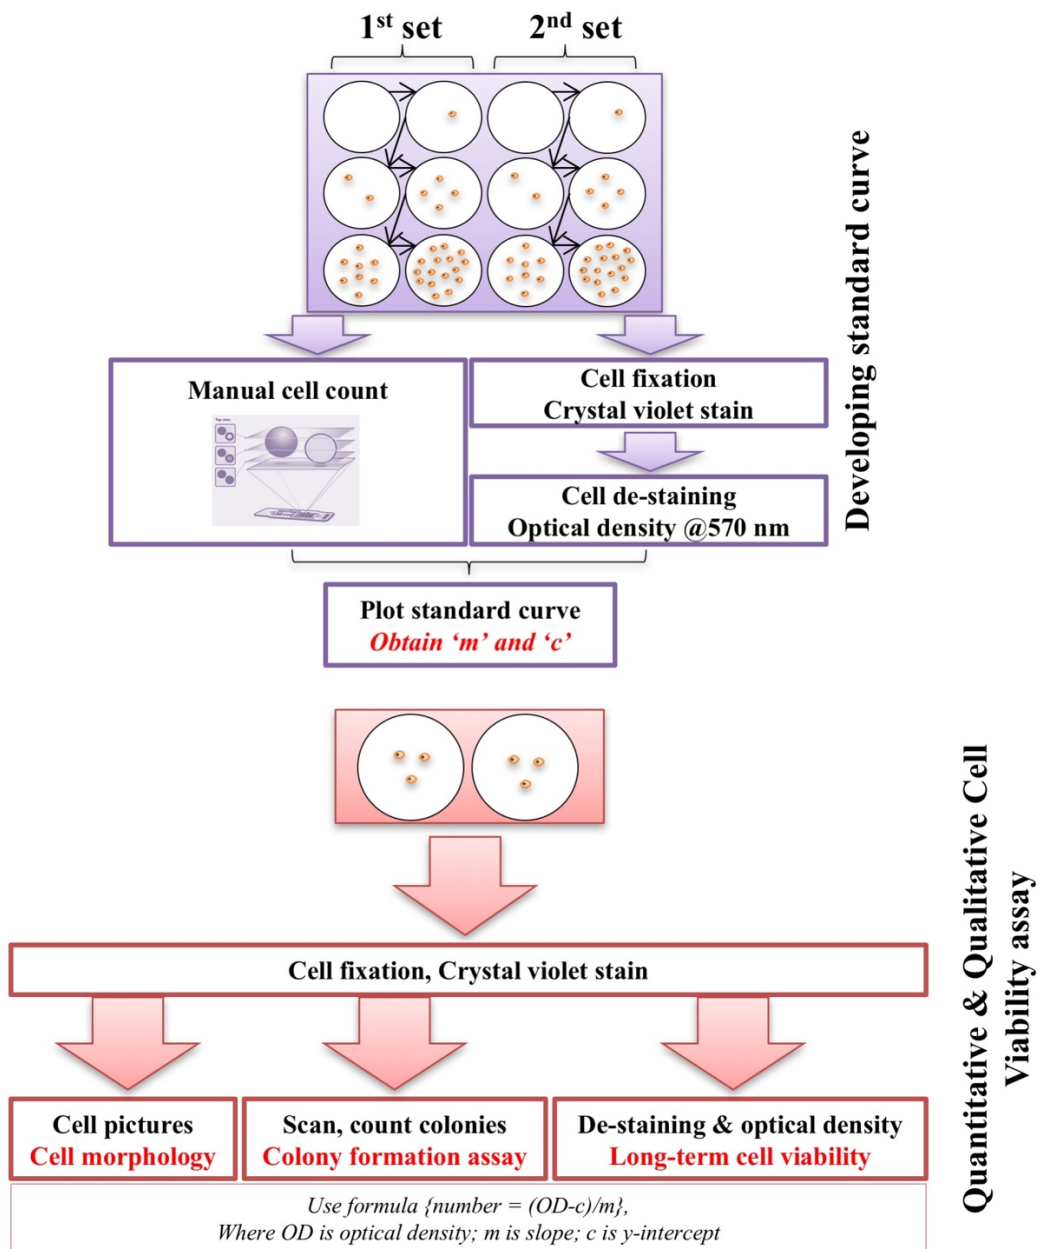 1st set
2nd set
Manual cell count
Top view
Cell fixation
Crystal violet stain
Cell de-staining
Optical density @570 nm
Developing standard curve
Plot standard curve
Obtain ‘m’ and ‘c’
Cell fixation, Crystal violet stain
Cell pictures
Cell morphology
Scan, count colonies
Colony formation assay
De-staining & optical density
Long-term cell viability
Use formula {number = (OD-c)/m},
Where OD is optical density; m is slope; c is y-intercept
Quantitative & Qualitative Cell
Viability assay